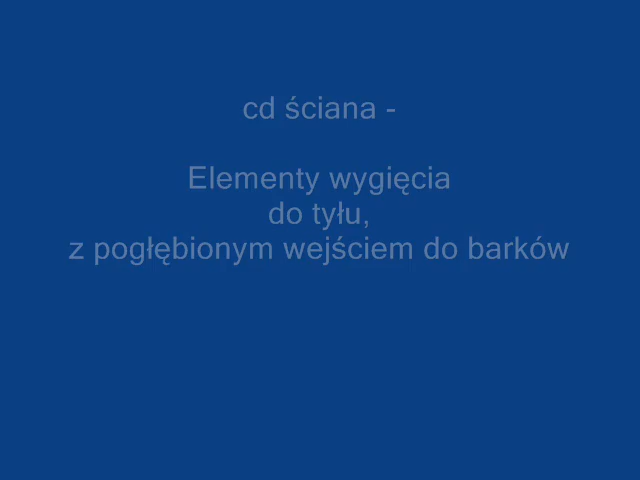 cd ściana -
Elementy wygięcia
do tyłu,
z pogłębionym wejściem do barków